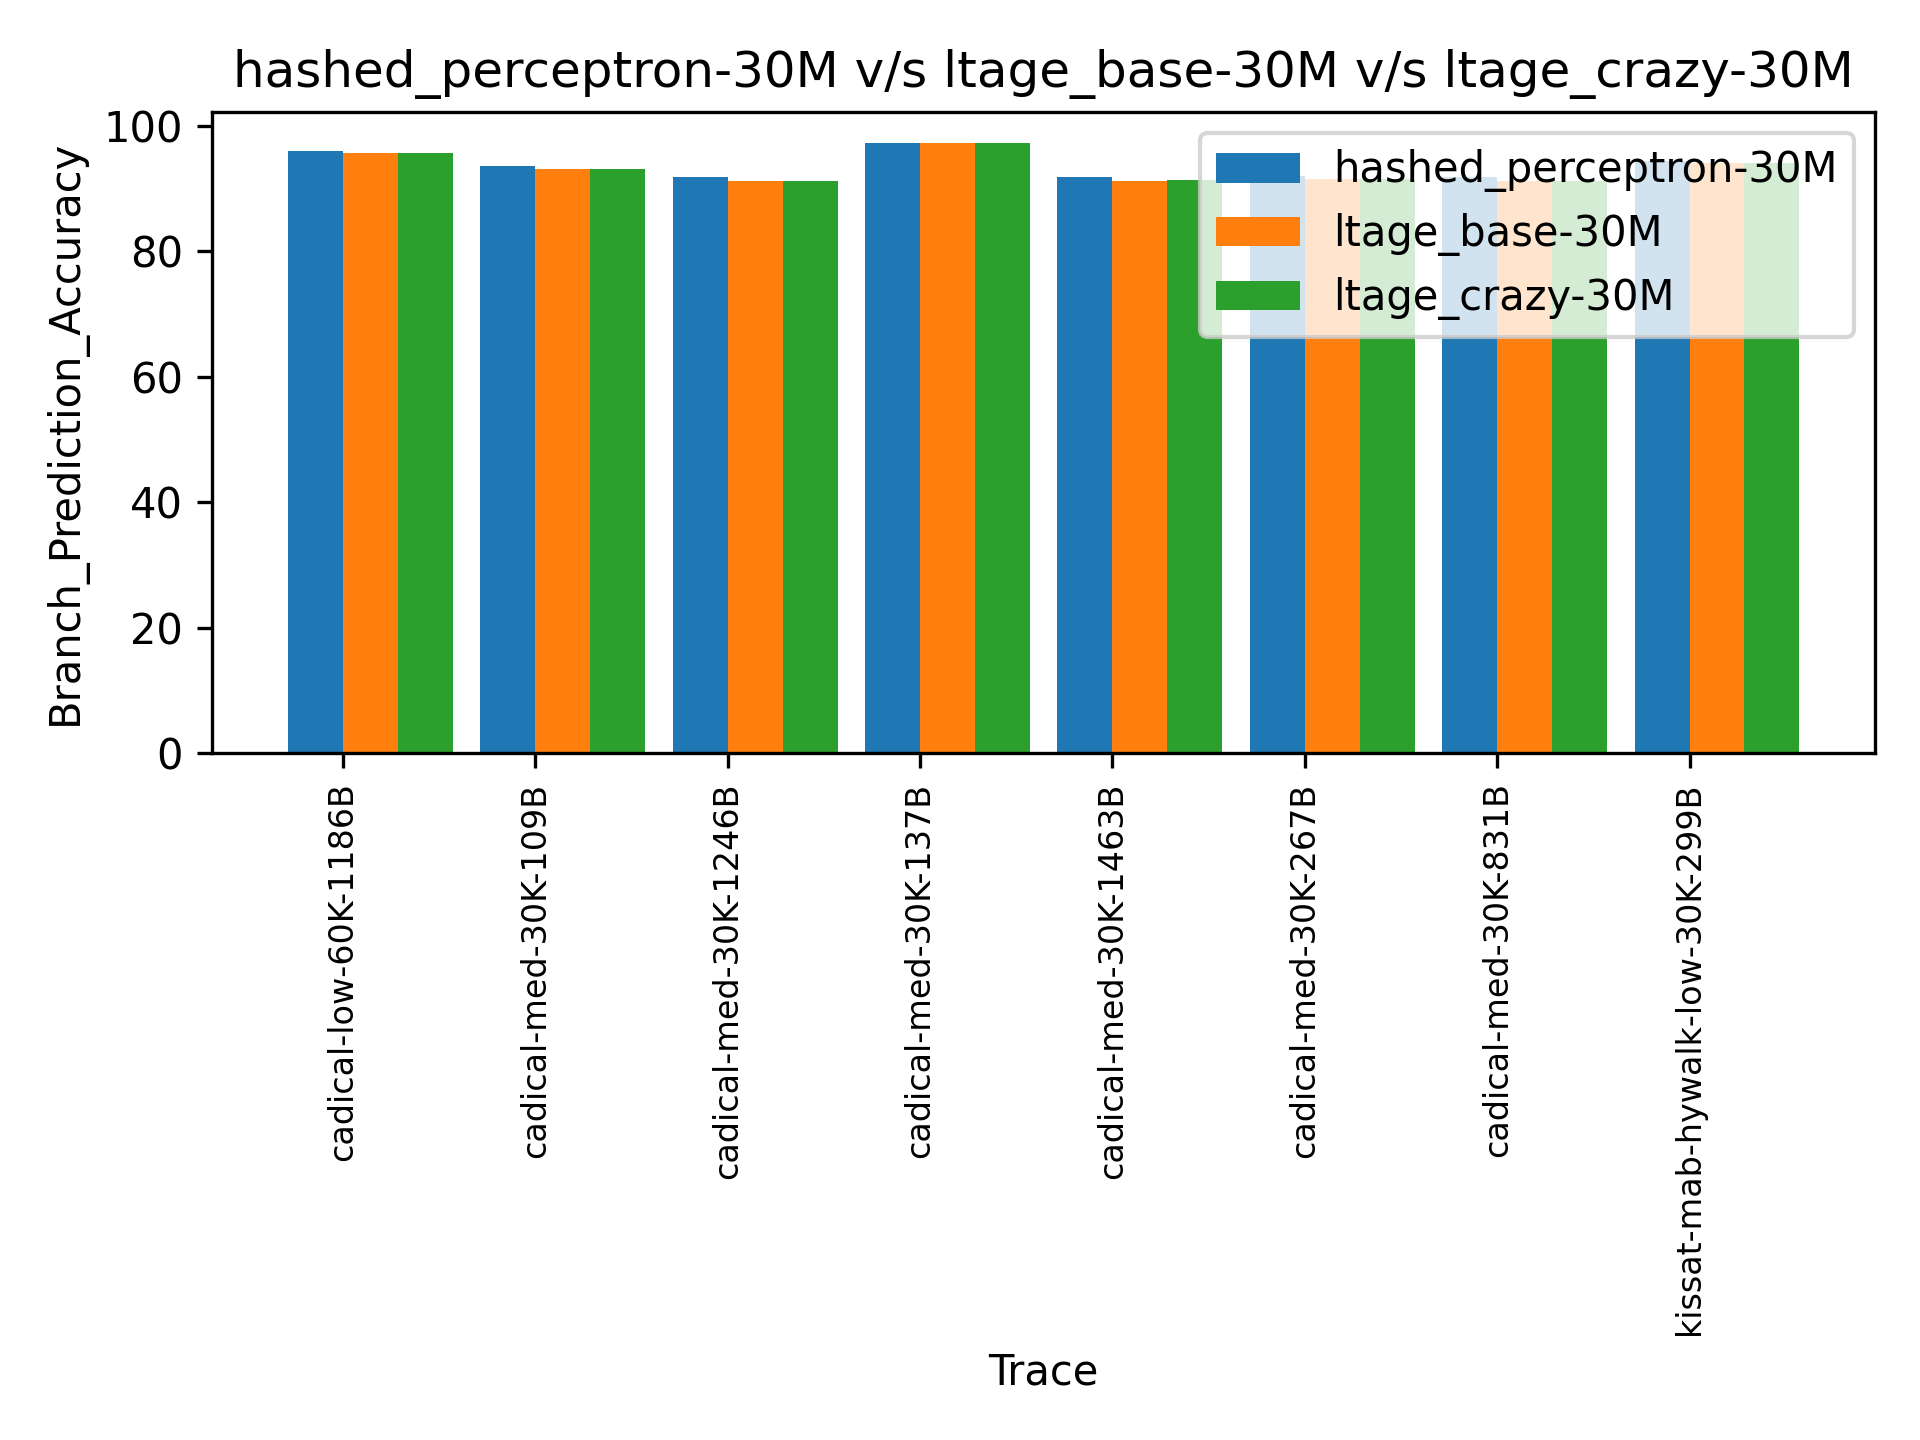 hashed_perceptron-30M v/s ltage_base-30M v/s ltage_crazy-30M
Branch_Prediction_Accuracy
100
80
60
40
20
0
hashed_perceptron-30M
ltage_base-30M
ltage_crazy-30M
cadical-low-60K-1186B
cadical-med-30K-109B
cadical-med-30K-1246B
cadical-med-30K-137B
cadical-med-30K-1463B
cadical-med-30K-267B
cadical-med-30K-831B
kissat-mab-hywalk-low-30K-299B
Trace